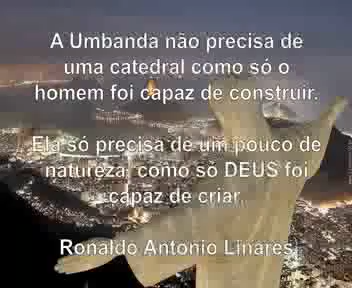 A Umbanda não precisa de
uma catedral como só o
homem foi capaz de construir.
Ela só precisa de um pouco de
natureza, como só DEUS foi
capaz de criar.
Ronaldo Antonio Linares